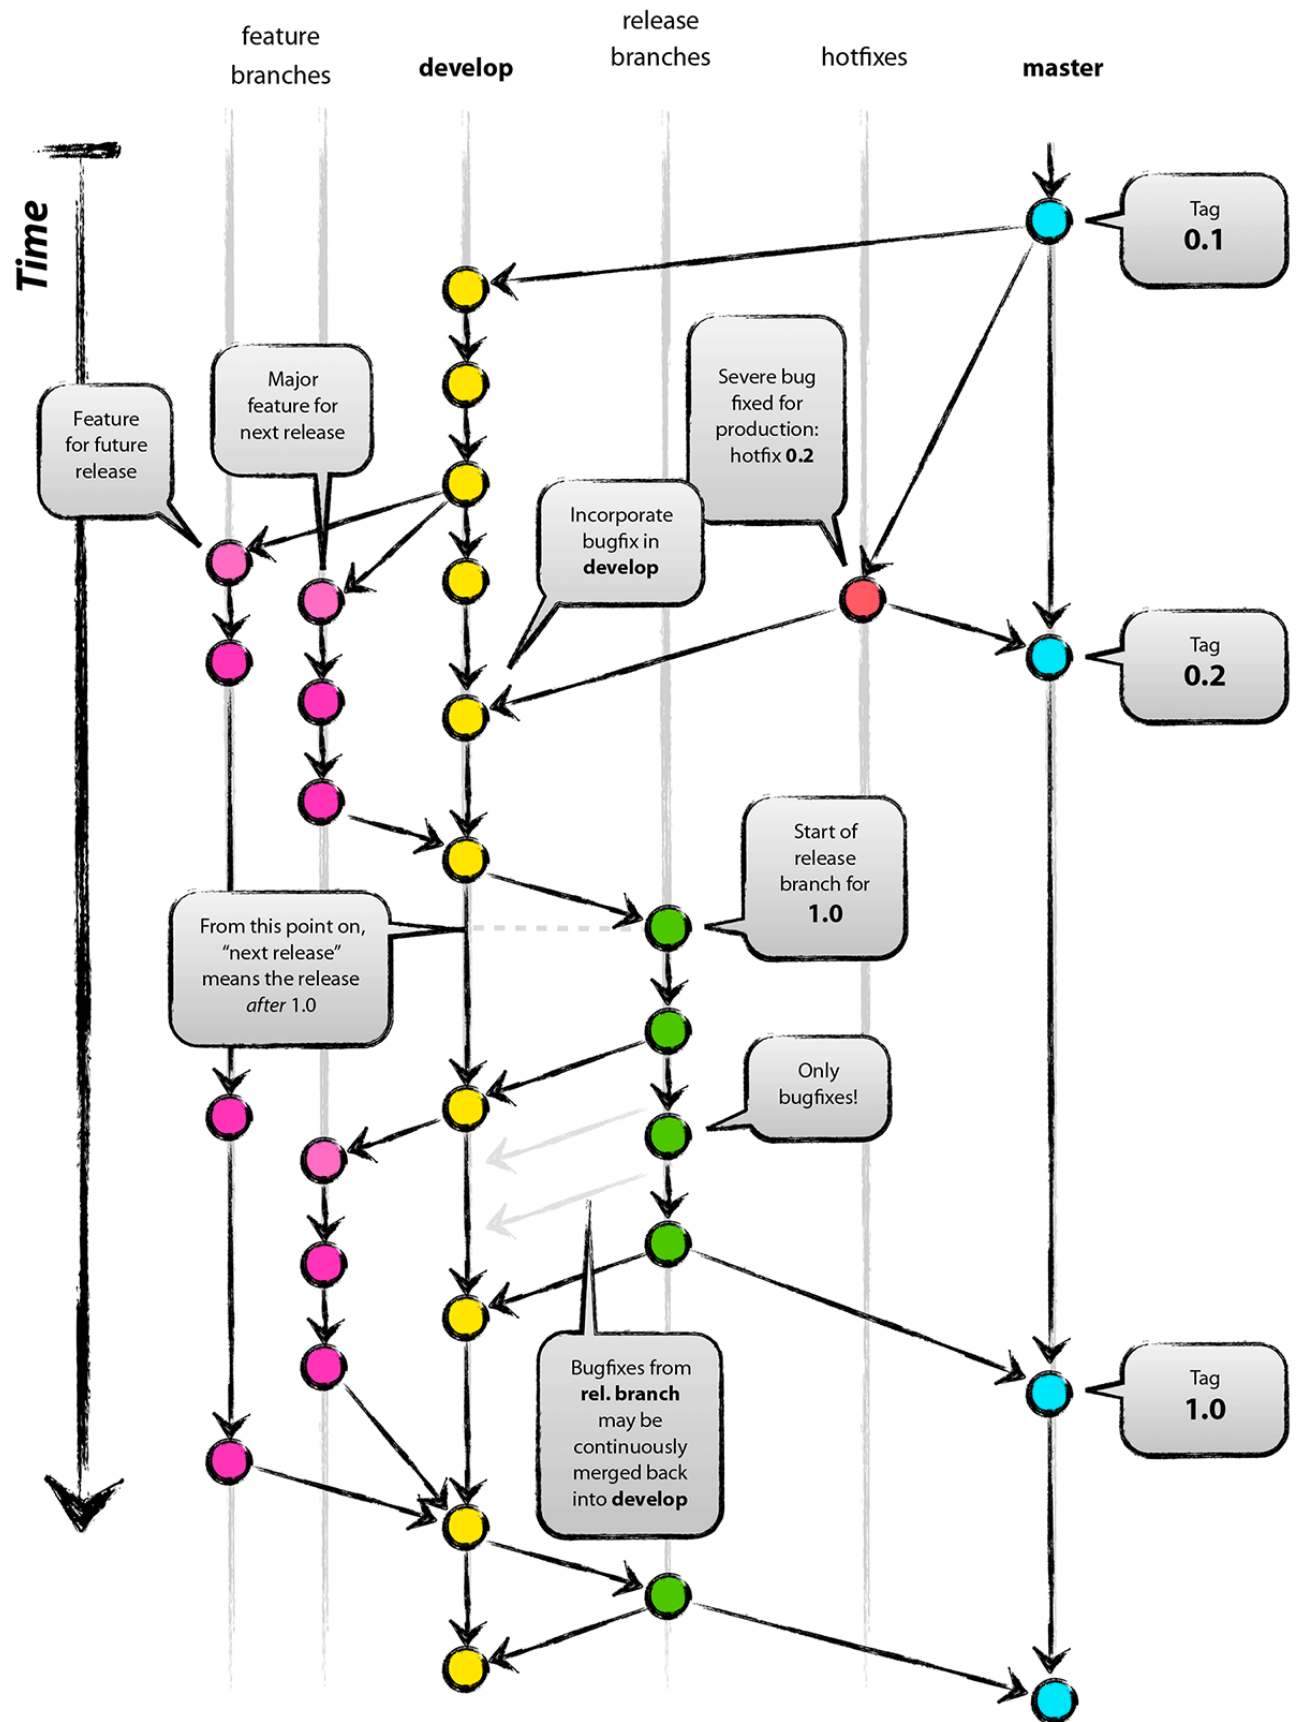 feature
branches
develop
release
branches
hotfixes
master
Time
Tag
0.1
Major
feature for
next release
Feature
for future
release
Severe bug
fixed for
production:
hotfix 0.2
Incorporate
bugfix in
develop
Tag
0.2
Start of
release
branch for
1.0
From this point on,
“next release”
means the release
after 1.0
Only
bugfixes!
Bugfixes from
rel. branch
may be
continuously
merged back
into develop
Tag
1.0